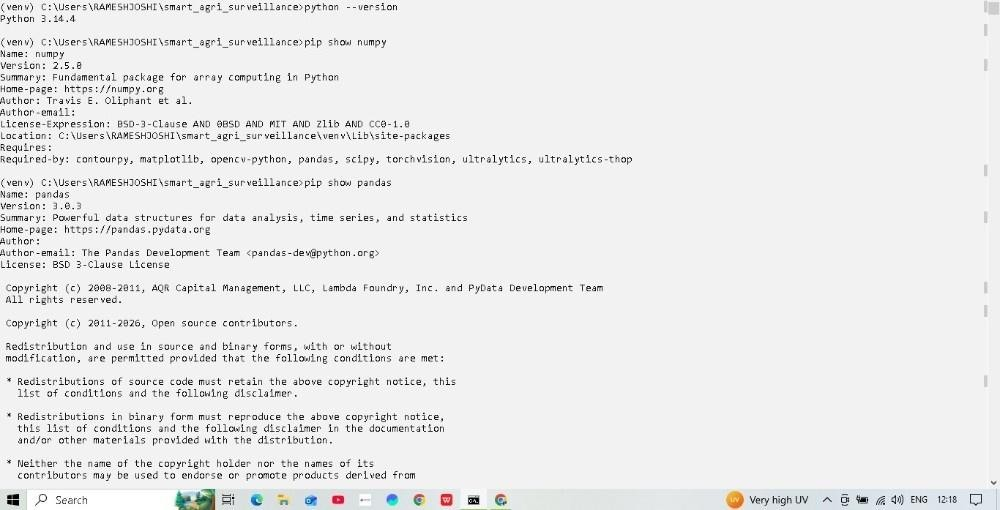 (venv) C:\Users\RAMESHJOSHI\smart_agri_surveillance>python --version
Python 3.14.4
(venv) C:\Users\RAMESHJOSHI\smart_agri_surveillance>pip show numpy
Name: numpy
Version: 2.5.0
Summary: Fundamental package for array computing in Python
Home-page: https://numpy.org
Author: Travis E. Oliphant et al.
Author-email:
License-Expression: BSD-3-Clause AND 0BSD AND MIT AND Zlib AND CC0-1.0
Location: C:\Users\RAMESHJOSHI\smart_agri_surveillance\venv\Lib\site-packages
Requires:
Required-by: contourpy, matplotlib, opencv-python, pandas, scipy, torchvision, ultralytics, ultralytics-thop
(venv) C:\Users\RAMESHJOSHI\smart_agri_surveillance>pip show pandas
Name: pandas
Version: 3.0.3
Summary: Powerful data structures for data analysis, time series, and statistics
Home-page: https://pandas.pydata.org
Author:
Author-email: The Pandas Development Team <pandas-dev@python.org>
License: BSD 3-Clause License
Copyright (c) 2008-2011, AQR Capital Management, LLC, Lambda Foundry, Inc. and PyData Development Team
All rights reserved.
Copyright (c) 2011-2026, Open source contributors.
Redistribution and use in source and binary forms, with or without
modification, are permitted provided that the following conditions are met:
* Redistributions of source code must retain the above copyright notice, this
list of conditions and the following disclaimer.
* Redistributions in binary form must reproduce the above copyright notice,
this list of conditions and the following disclaimer in the documentation
and/or other materials provided with the distribution.
* Neither the name of the copyright holder nor the names of its
contributors may be used to endorse or promote products derived from
Search
UV
Very high UV
ENG
12:18